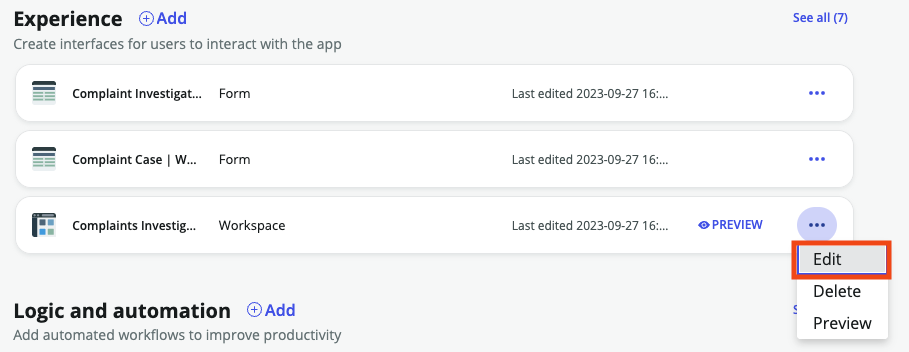 Experience + Add See all (7)
Create interfaces for users to interact with the app
Complaint Investigat... Form Last edited 2023-09-27 16:...
Complaint Case | W... Form Last edited 2023-09-27 16:...
Complaints Investig... Workspace Last edited 2023-09-27 16:... PREVIEW
Edit
Delete
Preview
Logic and automation + Add
Add automated workflows to improve productivity